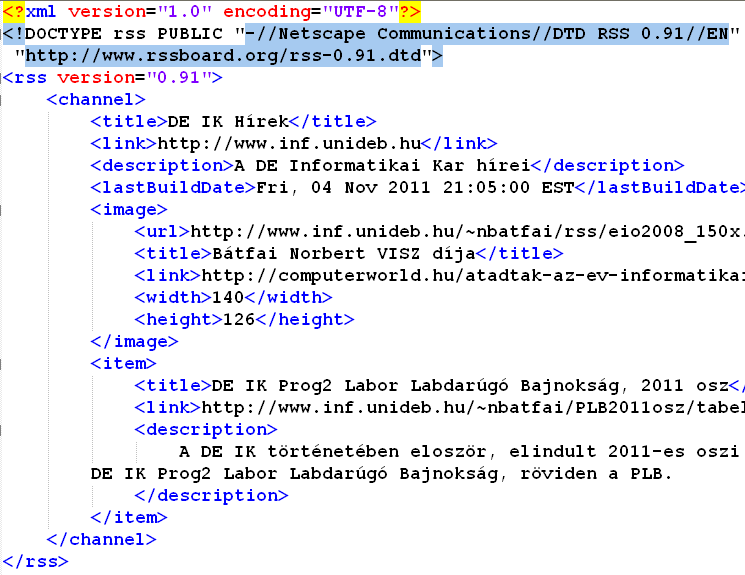 <?xml version="1.0" encoding="UTF-8"?>
<!DOCTYPE rss PUBLIC "-//Netscape Communications//DTD RSS 0.91//EN"
"http://www.rssboard.org/rss-0.91.dtd">
<rss version="0.91">
<channel>
<title>DE IK Hírek</title>
<link>http://www.inf.unideb.hu</link>
<description>A DE Informatikai Kar hírei</description>
<lastBuildDate>Fri, 04 Nov 2011 21:05:00 EST</lastBuildDate>
<image>
<url>http://www.inf.unideb.hu/~nbatfai/rss/eio2008_150x.
<title>Bátfai Norbert VISZ díja</title>
<link>http://computerworld.hu/atadtak-az-ev-informatikai
<width>140</width>
<height>126</height>
</image>
<item>
<title>DE IK Prog2 Labor Labdarúgó Bajnokság, 2011 osz</
<link>http://www.inf.unideb.hu/~nbatfai/PLB2011osz/tabel
<description>
A DE IK történetében eloször, elindult 2011-es oszi
DE IK Prog2 Labor Labdarúgó Bajnokság, röviden a PLB.
</description>
</item>
</channel>
</rss>